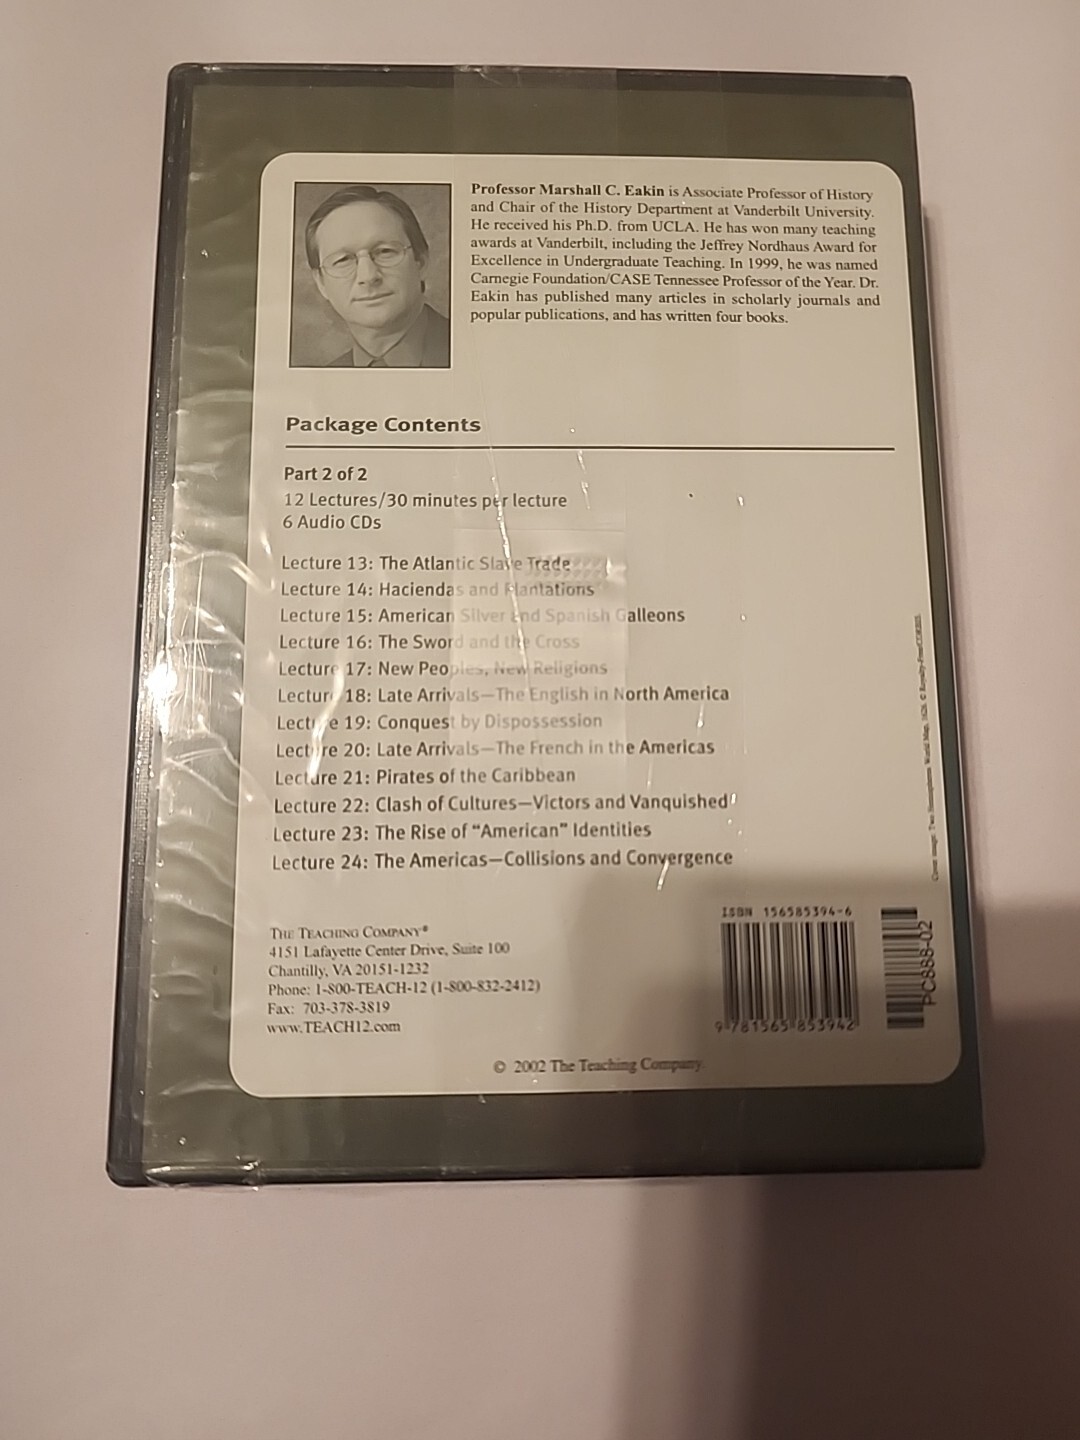 Professor Marshall C. Eakin is Associate Professor of History
and Chair of the History Department at Vanderbilt University.
He received his Ph.D. from UCLA. He has won many teaching
awards at Vanderbilt, including the Jeffrey Nordhaus Award for
Excellence in Undergraduate Teaching. In 1999, he was named
Carnegie Foundation/CASE Tennessee Professor of the Year. Dr.
Eakin has published many articles in scholarly journals and
popular publications, and has written four books.
Package Contents
Part 2 of 2
12 Lectures/30 minutes per lecture
6 Audio CDs
Lecture 13: The Atlantic Slave Trade
Lecture 14: Haciendas and Plantations
Lecture 15: American Silver and Spanish Galleons
Lecture 16: The Sword and the Cross
Lecture 17: New Peoples, New Religions
Lecture 18: Late Arrivals—The English in North America
Lecture 19: Conquest by Dispossession
Lecture 20: Late Arrivals—The French in the Americas
Lecture 21: Pirates of the Caribbean
Lecture 22: Clash of Cultures—Victors and Vanquished
Lecture 23: The Rise of “American” Identities
Lecture 24: The Americas—Collisions and Convergence
THE TEACHING COMPANY®
4151 Lafayette Center Drive, Suite 100
Chantilly, VA 20151-1232
Phone: 1-800-TEACH-12 (1-800-832-2412)
Fax: 703-378-3819
www.TEACH12.com
ISBN 156585394-6
9 781565 853942
PC888-02
© 2002 The Teaching Company
Cover image: Two Hemispheres World Map,